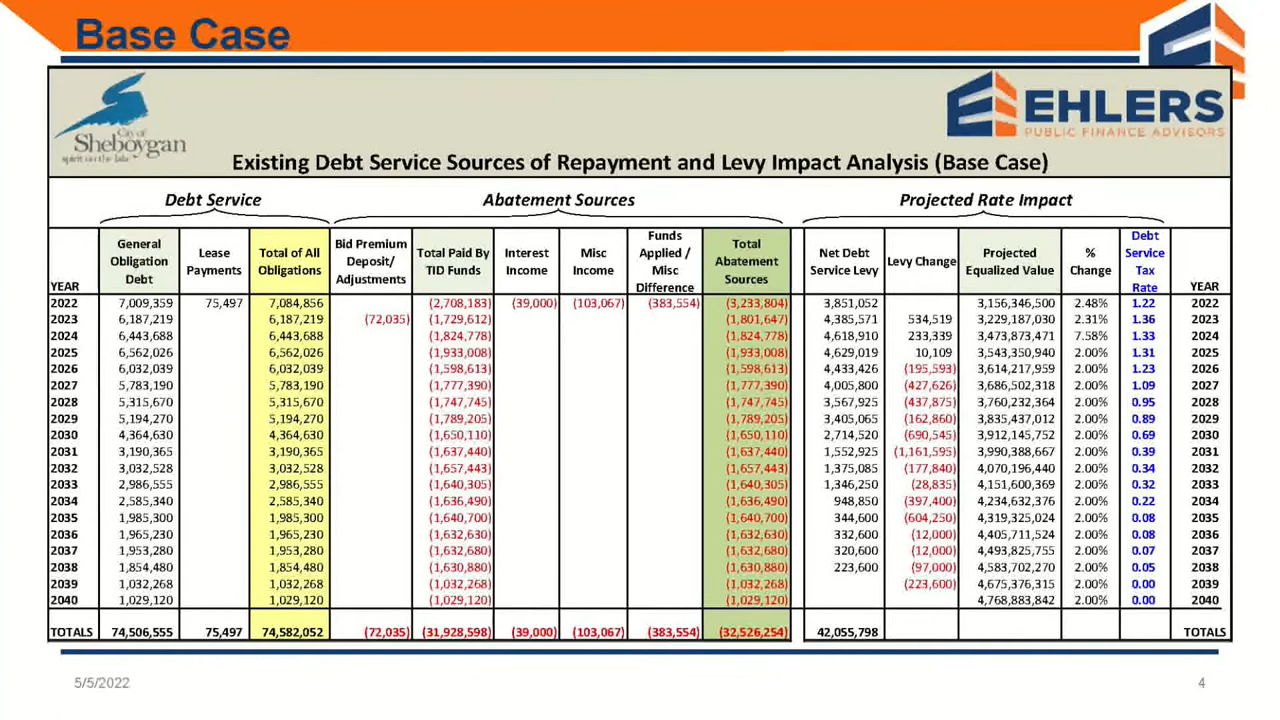 Base Case
City of
Sheboygan
spirit on the lake
EHLERS
PUBLIC FINANCE ADVISORS
Existing Debt Service Sources of Repayment and Levy Impact Analysis (Base Case)
Debt Service Abatement Sources Projected Rate Impact
YEAR General Obligation Debt Lease Payments Total of All Obligations Bid Premium Deposit/ Adjustments Total Paid By TID Funds Interest Income Misc Income Funds Applied / Misc Difference Total Abatement Sources Net Debt Service Levy Levy Change Projected Equalized Value % Change Debt Service Tax Rate YEAR
2022 7,009,359 75,497 7,084,856 (2,708,183) (39,000) (103,067) (383,554) (3,233,804) 3,851,052 3,156,346,500 2.48% 1.22 2022
2023 6,187,219 6,187,219 (72,035) (1,729,612) (1,801,647) 4,385,571 534,519 3,229,187,030 2.31% 1.36 2023
2024 6,443,688 6,443,688 (1,824,778) (1,824,778) 4,618,910 233,339 3,473,873,471 7.58% 1.33 2024
2025 6,562,026 6,562,026 (1,933,008) (1,933,008) 4,629,019 10,109 3,543,350,940 2.00% 1.31 2025
2026 6,032,039 6,032,039 (1,598,613) (1,598,613) 4,433,426 (195,593) 3,614,217,959 2.00% 1.23 2026
2027 5,783,190 5,783,190 (1,777,390) (1,777,390) 4,005,800 (427,626) 3,686,502,318 2.00% 1.09 2027
2028 5,315,670 5,315,670 (1,747,745) (1,747,745) 3,567,925 (437,875) 3,760,232,364 2.00% 0.95 2028
2029 5,194,270 5,194,270 (1,789,205) (1,789,205) 3,405,065 (162,860) 3,835,437,012 2.00% 0.89 2029
2030 4,364,630 4,364,630 (1,650,110) (1,650,110) 2,714,520 (690,545) 3,912,145,752 2.00% 0.69 2030
2031 3,190,365 3,190,365 (1,637,440) (1,637,440) 1,552,925 (1,161,595) 3,990,388,667 2.00% 0.39 2031
2032 3,032,528 3,032,528 (1,657,443) (1,657,443) 1,375,085 (177,840) 4,070,196,440 2.00% 0.34 2032
2033 2,986,555 2,986,555 (1,640,305) (1,640,305) 1,346,250 (28,835) 4,151,600,369 2.00% 0.32 2033
2034 2,585,340 2,585,340 (1,636,490) (1,636,490) 948,850 (397,400) 4,234,632,376 2.00% 0.22 2034
2035 1,985,300 1,985,300 (1,640,700) (1,640,700) 344,600 (604,250) 4,319,325,024 2.00% 0.08 2035
2036 1,965,230 1,965,230 (1,632,630) (1,632,630) 332,600 (12,000) 4,405,711,524 2.00% 0.08 2036
2037 1,953,280 1,953,280 (1,632,680) (1,632,680) 320,600 (12,000) 4,493,825,755 2.00% 0.07 2037
2038 1,854,480 1,854,480 (1,630,880) (1,630,880) 223,600 (97,000) 4,583,702,270 2.00% 0.05 2038
2039 1,032,268 1,032,268 (1,032,268) (1,032,268) (223,600) 4,675,376,315 2.00% 0.00 2039
2040 1,029,120 1,029,120 (1,029,120) (1,029,120) 4,768,883,842 2.00% 0.00 2040
TOTALS 74,506,555 75,497 74,582,052 (72,035) (31,928,598) (39,000) (103,067) (383,554) (32,526,254) 42,055,798 TOTALS
5/5/2022 4